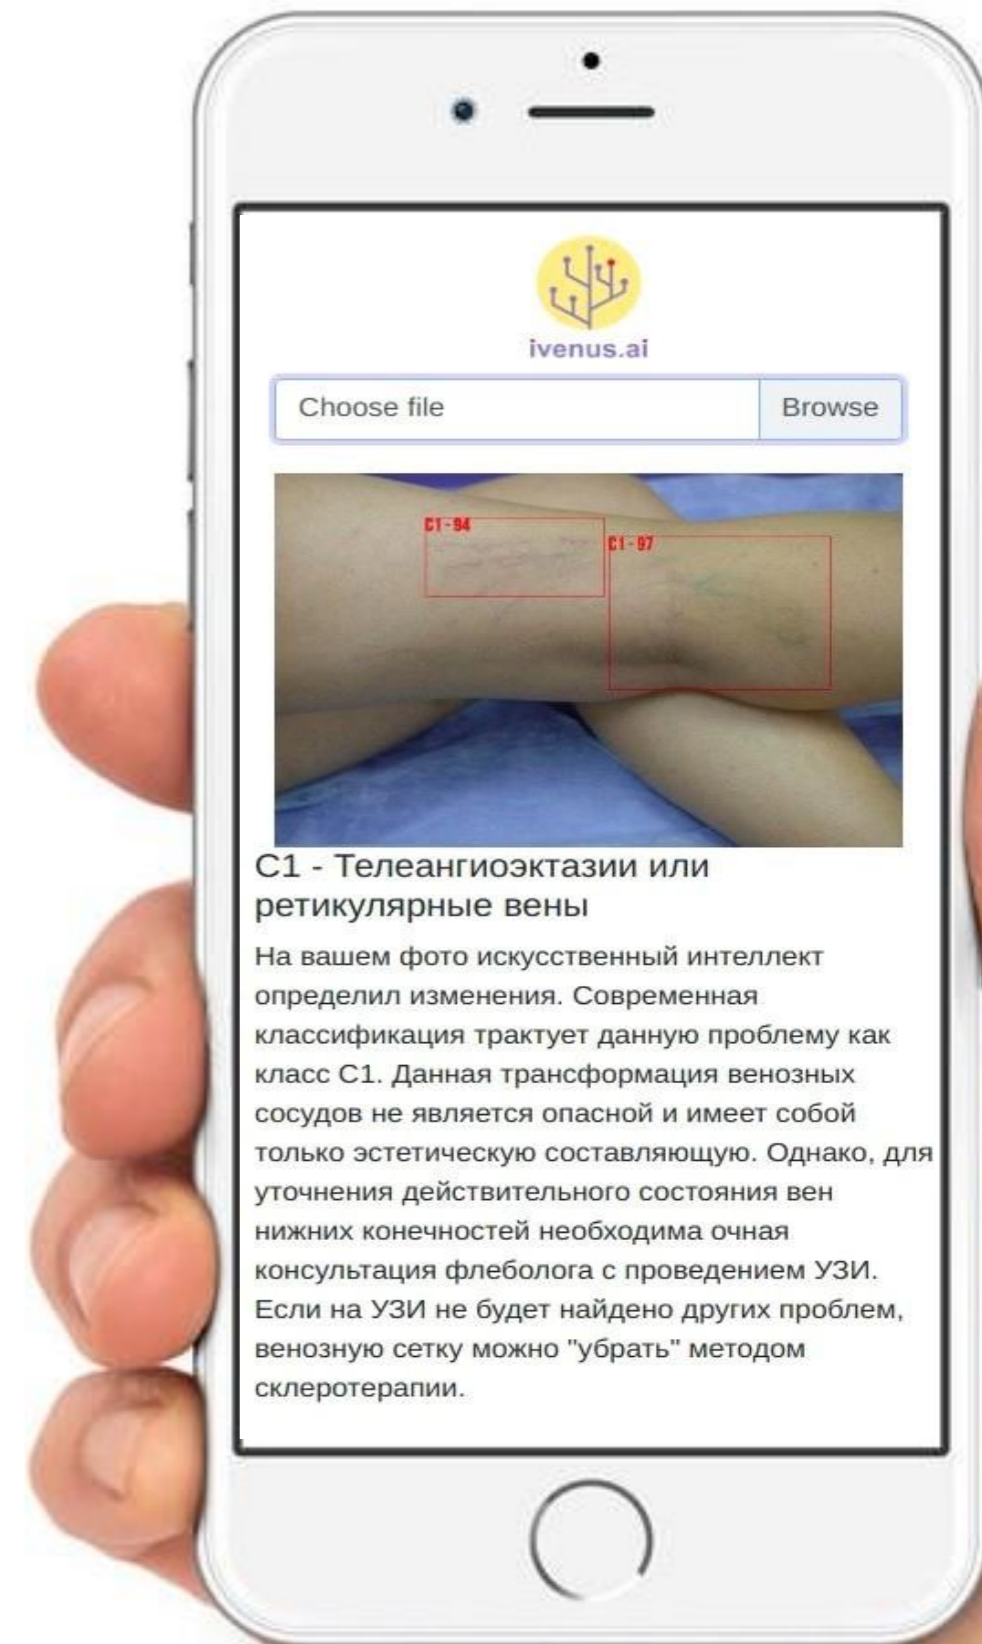 ivenus.ai
Choose file
Browse
C1 - 94
C1 - 97
С1 - Телеангиоэктазии или
ретикулярные вены
На вашем фото искусственный интеллект
определил изменения. Современная
классификация трактует данную проблему как
класс С1. Данная трансформация венозных
сосудов не является опасной и имеет собой
только эстетическую составляющую. Однако, для
уточнения действительного состояния вен
нижних конечностей необходима очная
консультация флеболога с проведением УЗИ.
Если на УЗИ не будет найдено других проблем,
венозную сетку можно "убрать" методом
склеротерапии.